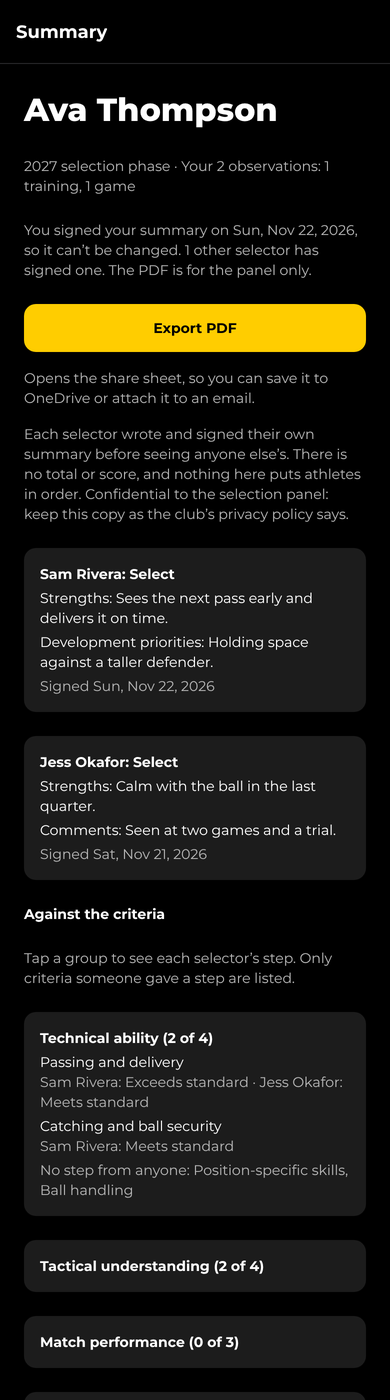 Summary
Ava Thompson
2027 selection phase · Your 2 observations: 1
training, 1 game
You signed your summary on Sun, Nov 22, 2026,
so it can’t be changed. 1 other selector has
signed one. The PDF is for the panel only.
Export PDF
Opens the share sheet, so you can save it to
OneDrive or attach it to an email.
Each selector wrote and signed their own
summary before seeing anyone else’s. There is
no total or score, and nothing here puts athletes
in order. Confidential to the selection panel:
keep this copy as the club’s privacy policy says.
Sam Rivera: Select
Strengths: Sees the next pass early and
delivers it on time.
Development priorities: Holding space
against a taller defender.
Signed Sun, Nov 22, 2026
Jess Okafor: Select
Strengths: Calm with the ball in the last
quarter.
Comments: Seen at two games and a trial.
Signed Sat, Nov 21, 2026
Against the criteria
Tap a group to see each selector’s step. Only
criteria someone gave a step are listed.
Technical ability (2 of 4)
Passing and delivery
Sam Rivera: Exceeds standard · Jess Okafor:
Meets standard
Catching and ball security
Sam Rivera: Meets standard
No step from anyone: Position-specific skills,
Ball handling
Tactical understanding (2 of 4)
Match performance (0 of 3)